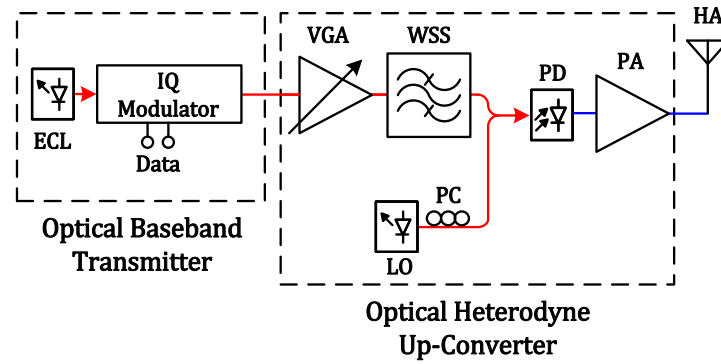 HA
VGA
WSS
PD
PA
IQ
Modulator
ECL
Data
PC
LO
Optical Baseband
Transmitter
Optical Heterodyne
Up-Converter